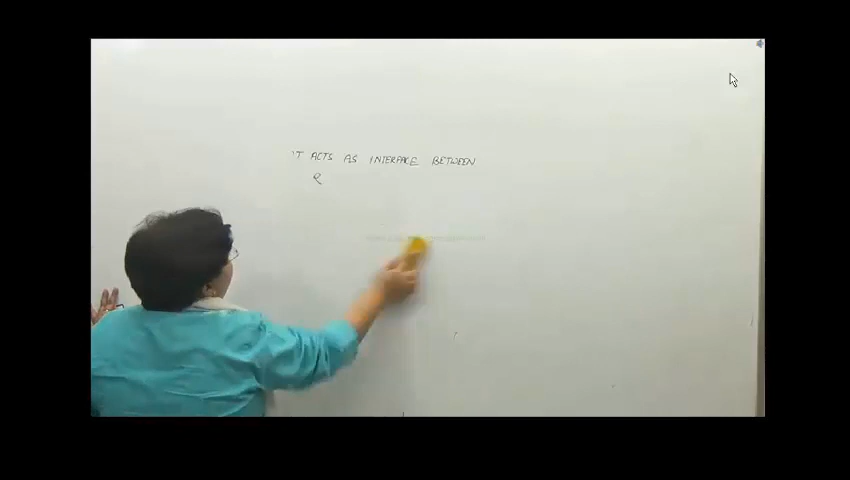 IT ACTS AS INTERFACE BETWEEN
R